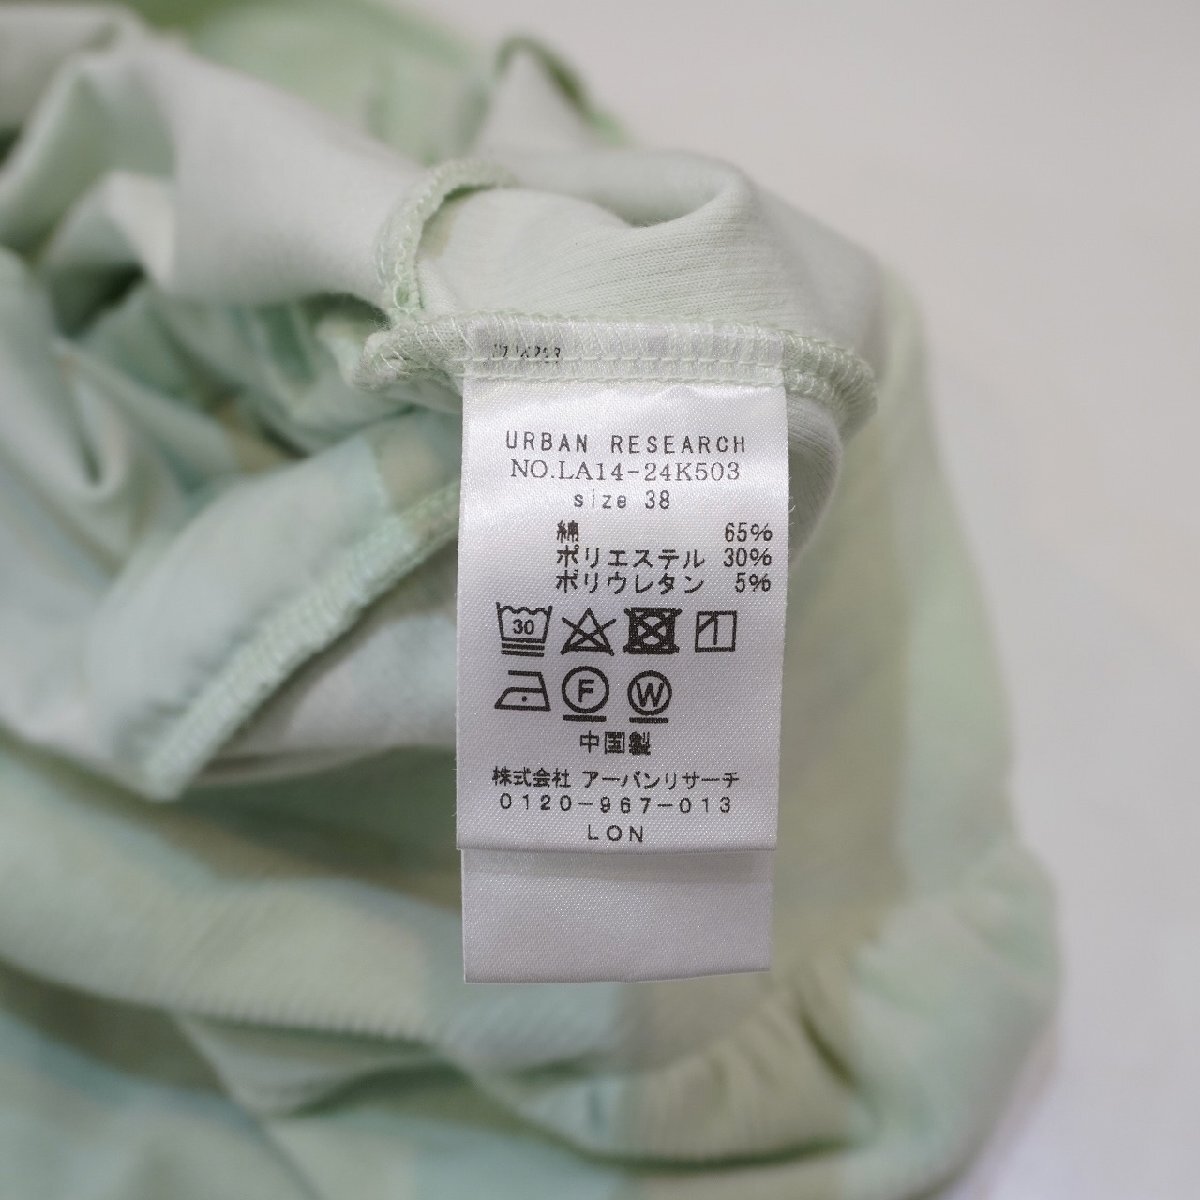 URBAN RESEARCH
NO.LA14-24K503
size 38
綿 65%
ポリエステル 30%
ポリウレタン 5%
30
F W
中国製
株式会社 アーバンリサーチ
0120-967-013
LON